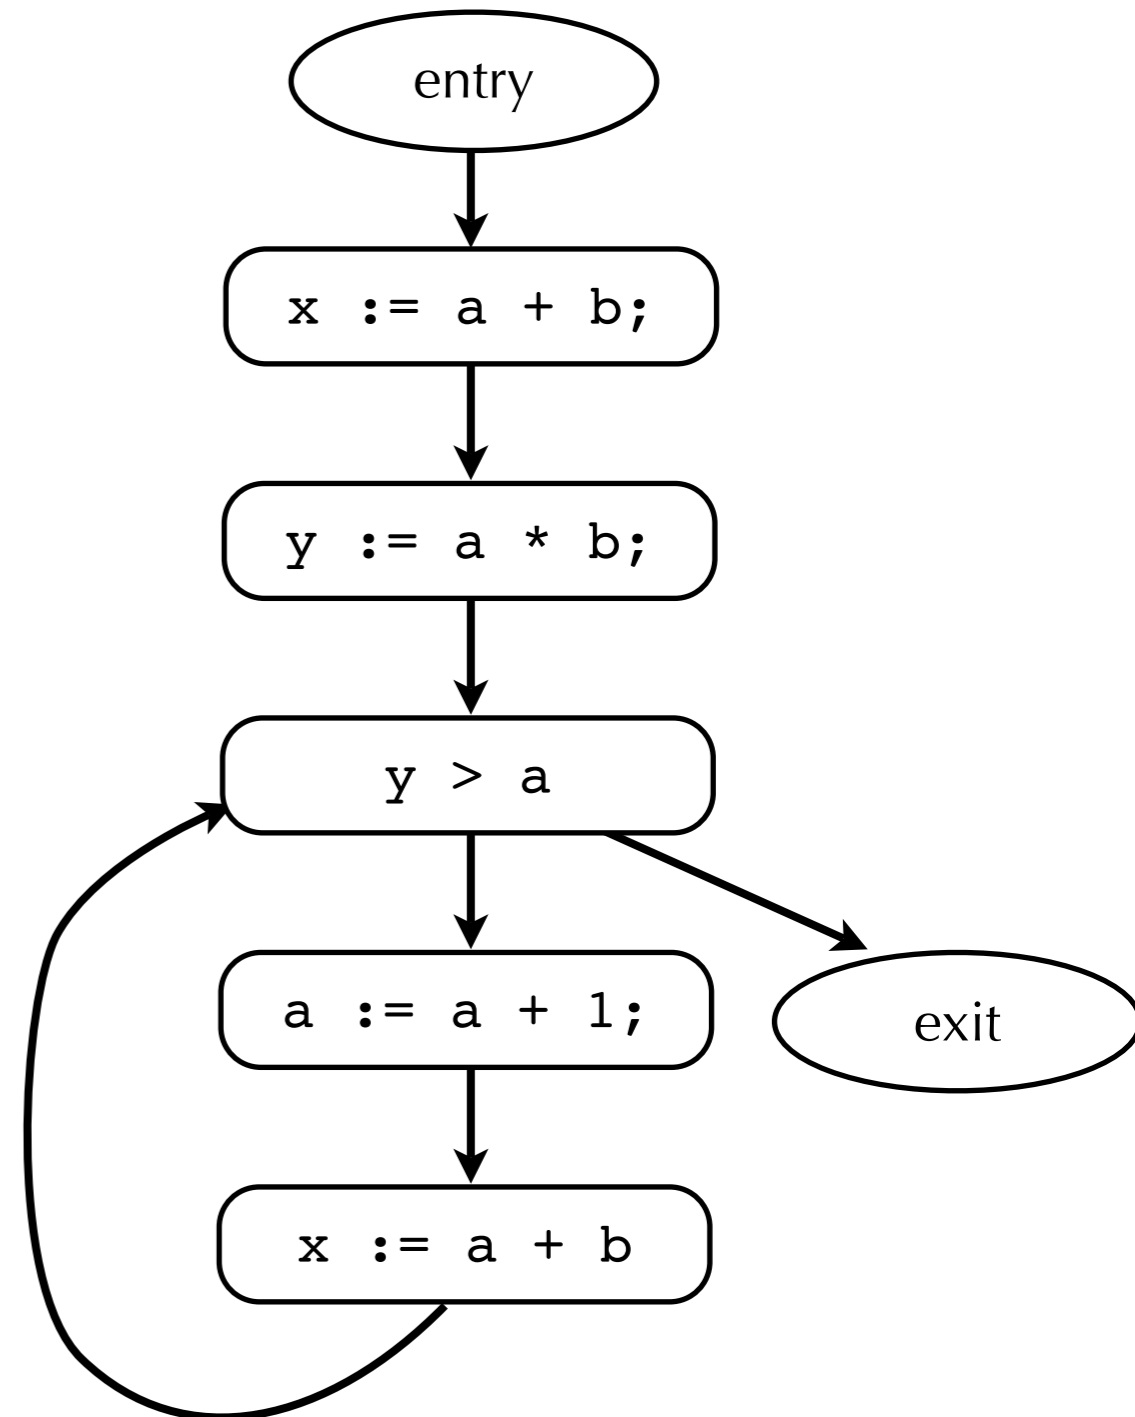 entry
x := a + b;
y := a * b;
y > a
a := a + 1;
exit
x := a + b